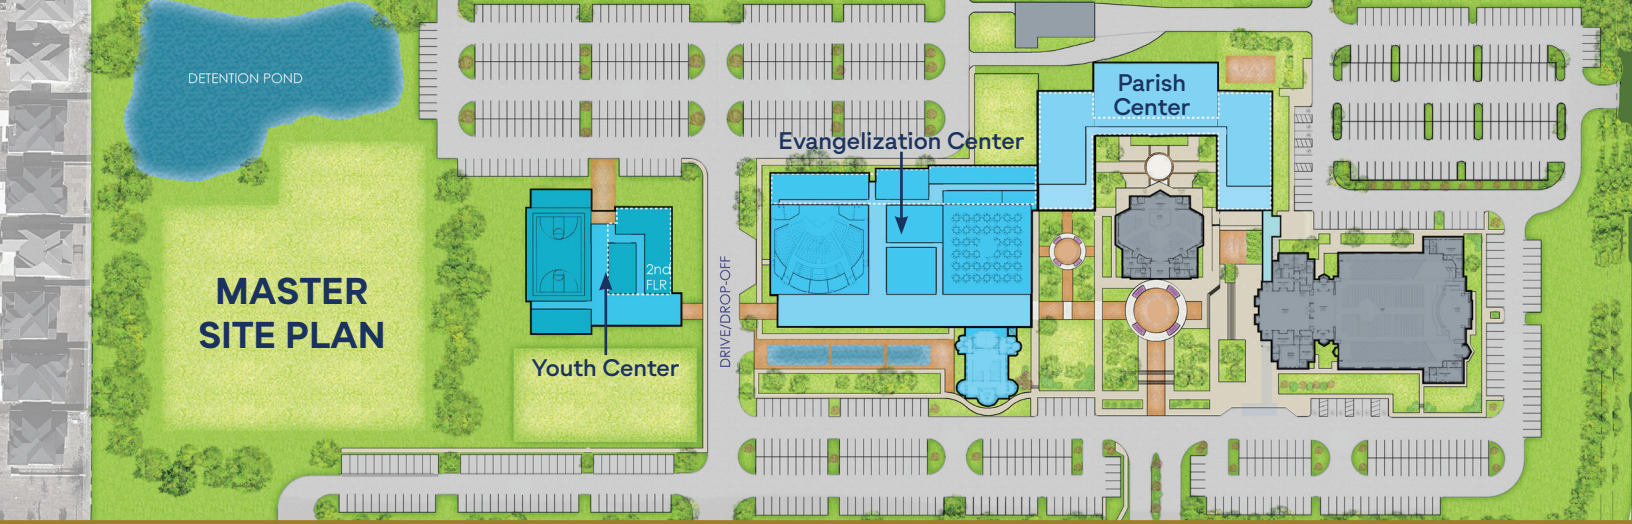 DETENTION POND
Parish
Center
Evangelization Center
2nd
FLR
DRIVE/DROP-OFF
MASTER
SITE PLAN
Youth Center